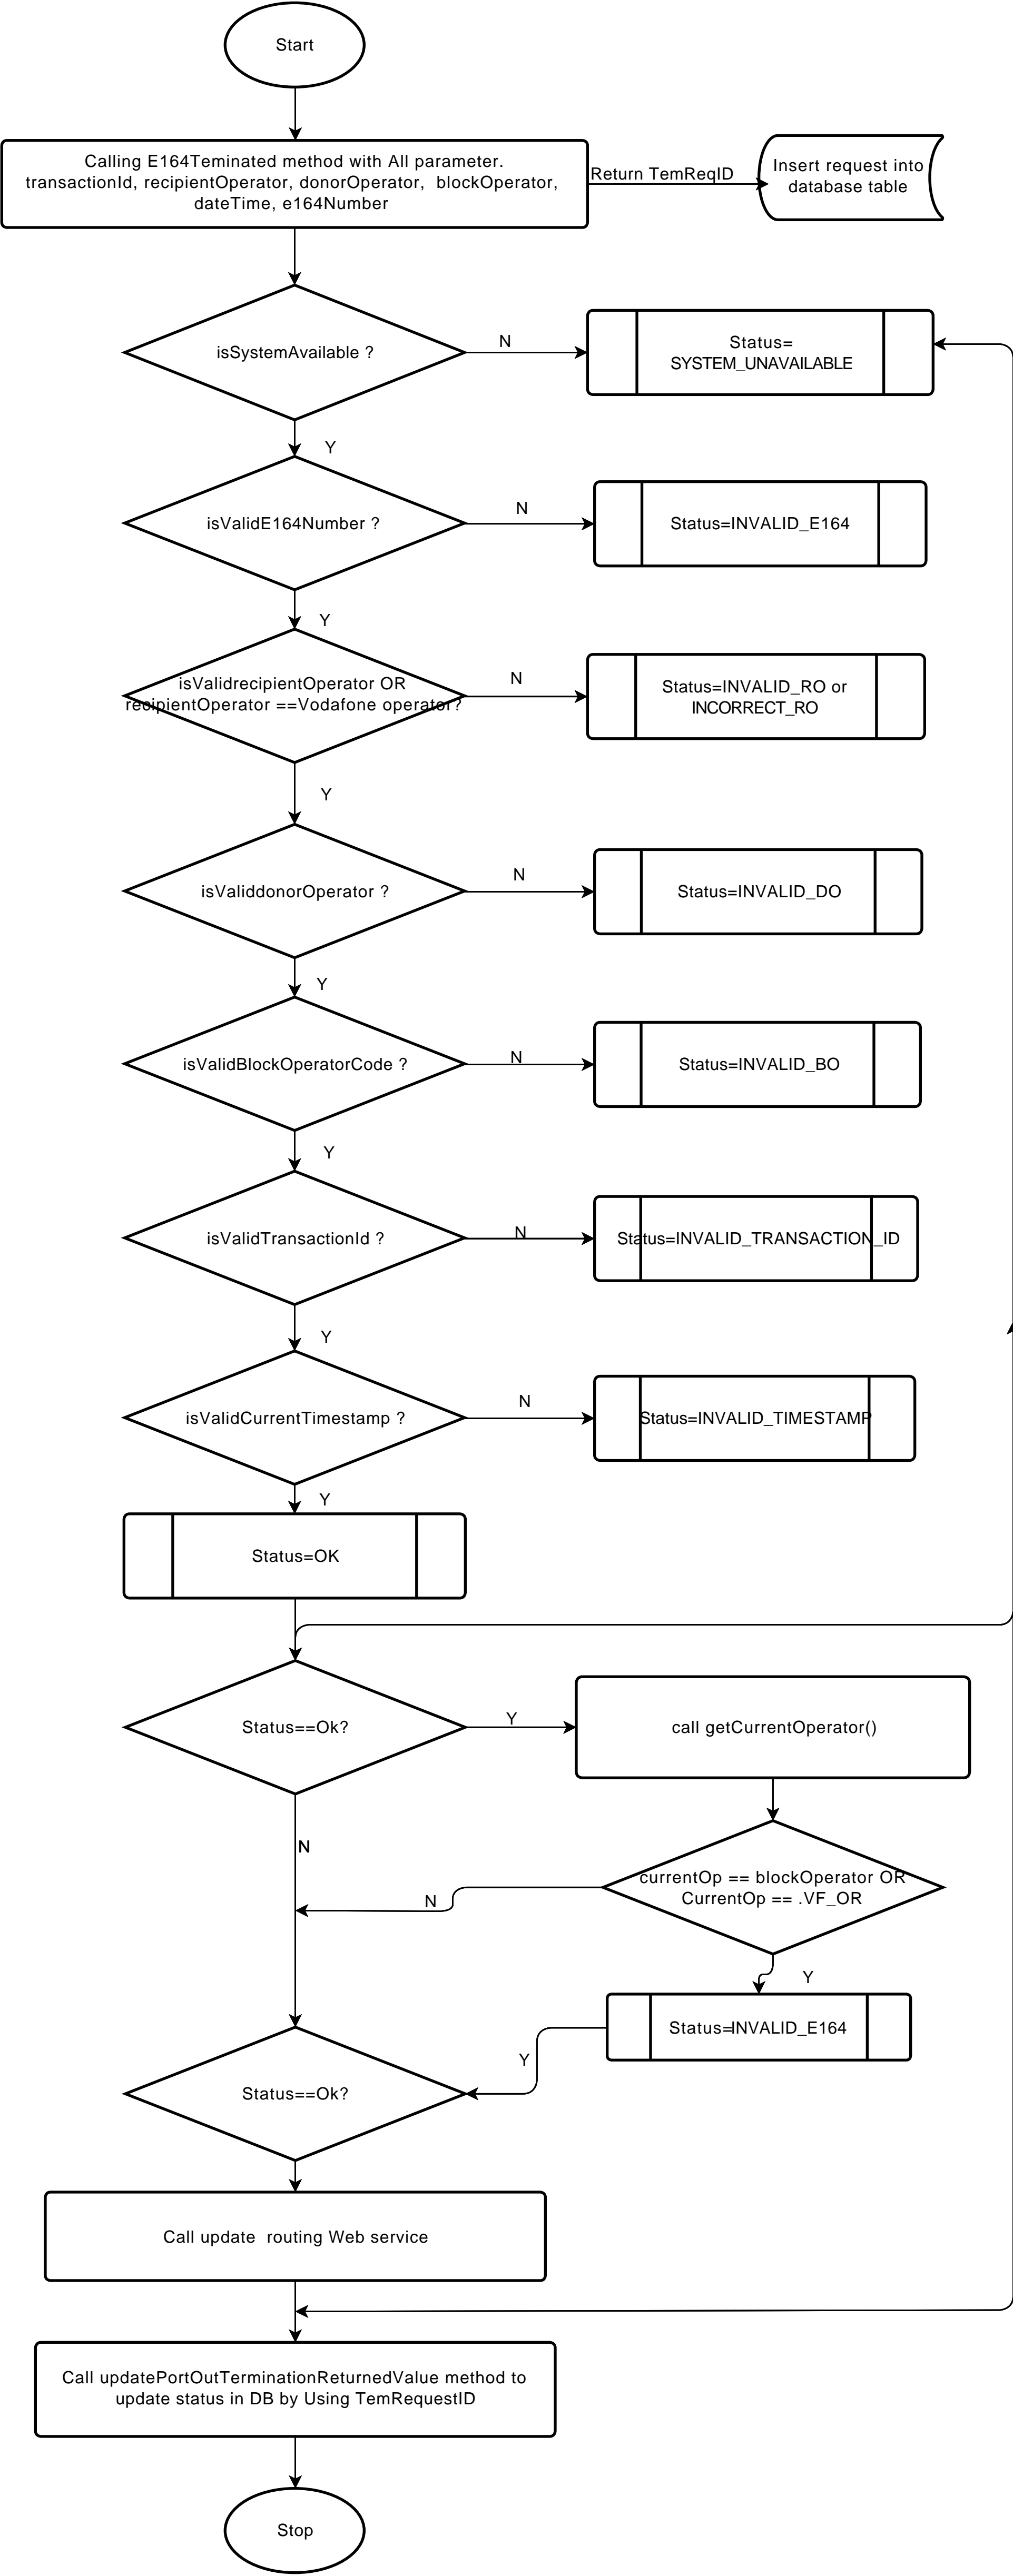 Start
Calling E164Teminated method with All parameter.
transactionId, recipientOperator, donorOperator,  blockOperator,
dateTime, e164Number
Return TemReqID
Insert request into
database table
isSystemAvailable ?
N
Status=
SYSTEM_UNAVAILABLE
Y
isValidE164Number ?
N
Status=INVALID_E164
Y
isValidrecipientOperator OR
recipientOperator ==Vodafone operator?
N
Status=INVALID_RO or
INCORRECT_RO
Y
isValiddonorOperator ?
N
Status=INVALID_DO
Y
isValidBlockOperatorCode ?
N
Status=INVALID_BO
Y
isValidTransactionId ?
N
Status=INVALID_TRANSACTION_ID
Y
isValidCurrentTimestamp ?
N
Status=INVALID_TIMESTAMP
Y
Status=OK
Status==Ok?
Y
call getCurrentOperator()
N
currentOp == blockOperator OR
CurrentOp == .VF_OR
N
Y
Status=INVALID_E164
Y
Status==Ok?
Call update  routing Web service
Call updatePortOutTerminationReturnedValue method to
update status in DB by Using TemRequestID
Stop